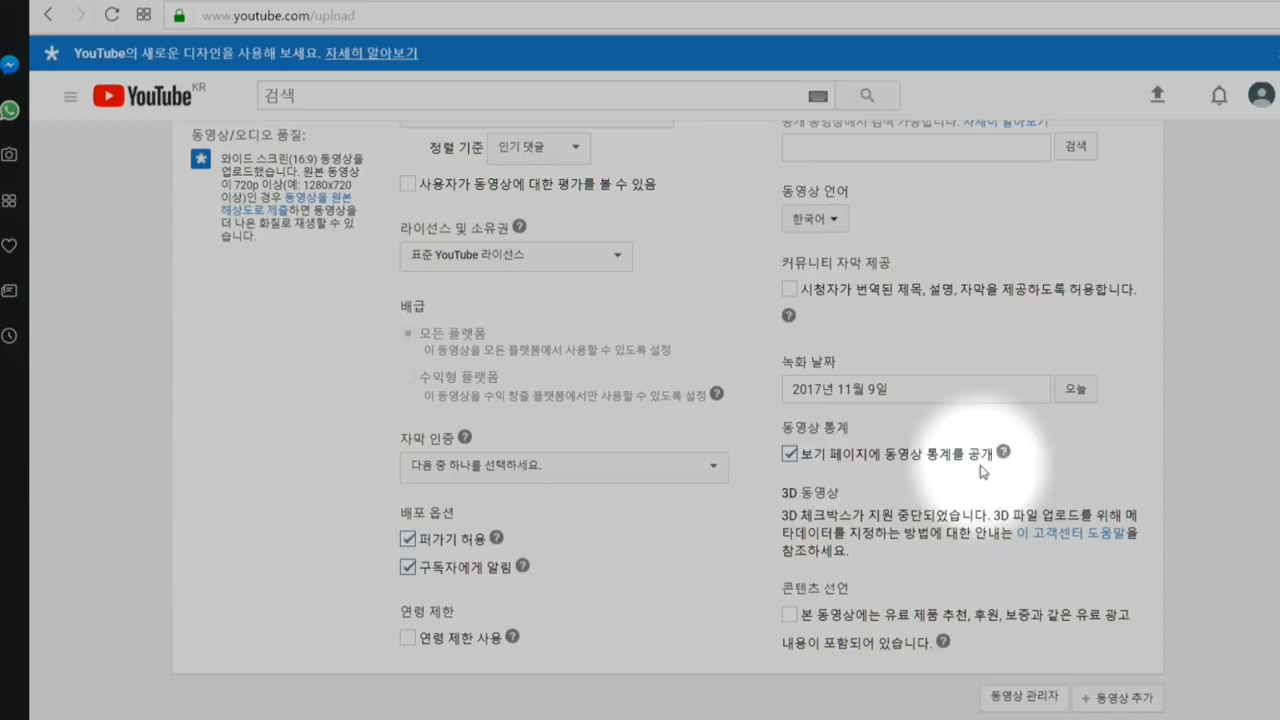 www.youtube.com/upload
YouTube의 새로운 디자인을 사용해 보세요. 자세히 알아보기
YouTube KR
검색
동영상/오디오 품질:
와이드 스크린(16:9) 동영상을
업로드했습니다. 원본 동영상
이 720p 이상(예: 1280x720
이상)인 경우 동영상을 원본
해상도로 제출하면 동영상을
더 나은 화질로 재생할 수 있
습니다.
정렬 기준 인기 댓글
사용자가 동영상에 대한 평가를 볼 수 있음
라이선스 및 소유권
표준 YouTube 라이선스
배급
모든 플랫폼
이 동영상을 모든 플랫폼에서 사용할 수 있도록 설정
수익형 플랫폼
이 동영상을 수익 창출 플랫폼에서만 사용할 수 있도록 설정
자막 인증
다음 중 하나를 선택하세요.
배포 옵션
퍼가기 허용
구독자에게 알림
연령 제한
연령 제한 사용
공개 동영상에서 검색 가능합니다. 자세히 알아보기
검색
동영상 언어
한국어
커뮤니티 자막 제공
시청자가 번역된 제목, 설명, 자막을 제공하도록 허용합니다.
녹화 날짜
2017년 11월 9일 오늘
동영상 통계
보기 페이지에 동영상 통계를 공개
3D 동영상
3D 체크박스가 지원 중단되었습니다. 3D 파일 업로드를 위해 메
타데이터를 지정하는 방법에 대한 안내는 이 고객센터 도움말을
참조하세요.
콘텐츠 선언
본 동영상에는 유료 제품 추천, 후원, 보증과 같은 유료 광고
내용이 포함되어 있습니다.
동영상 관리자
+ 동영상 추가